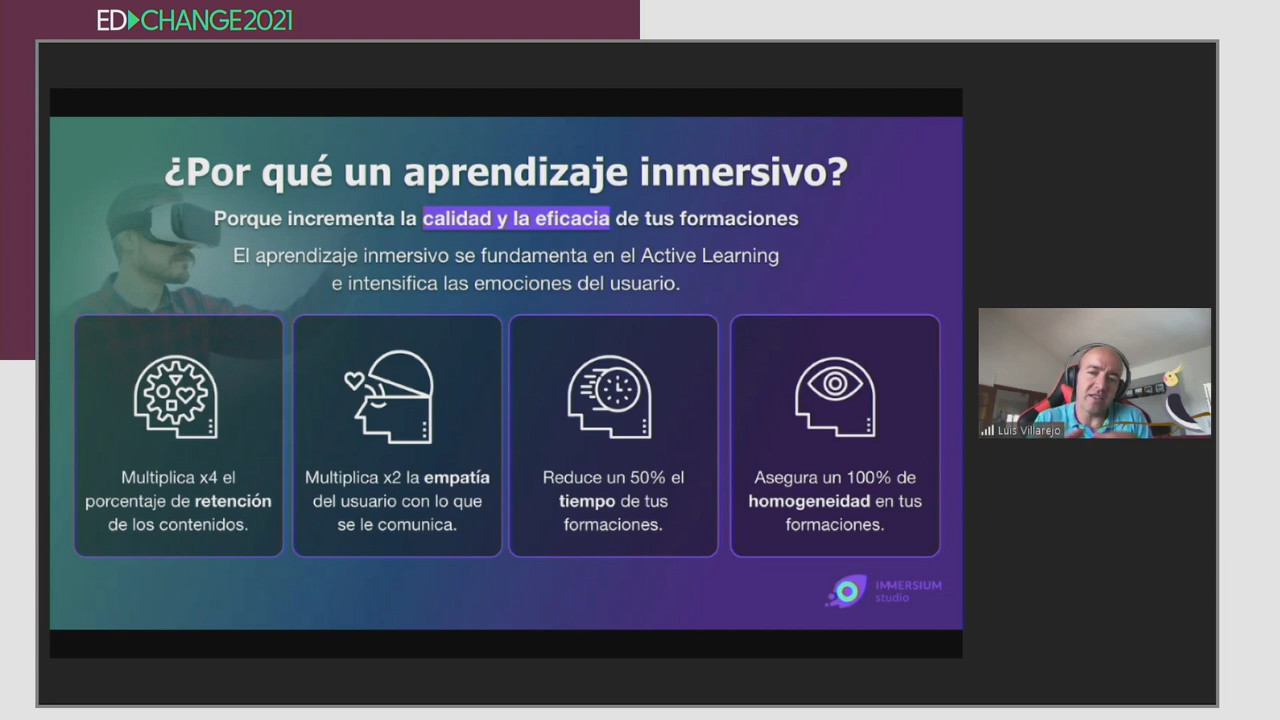 ED CHANGE2021
¿Por qué un aprendizaje inmersivo?
Porque incrementa la calidad y la eficacia de tus formaciones
El aprendizaje inmersivo se fundamenta en el Active Learning
e intensifica las emociones del usuario.
Multiplica x4 el
porcentaje de retención
de los contenidos.
Multiplica x2 la empatía
del usuario con lo que
se le comunica.
Reduce un 50% el
tiempo de tus
formaciones.
Asegura un 100% de
homogeneidad en tus
formaciones.
IMMERSIUM
studio
Luis Villarejo